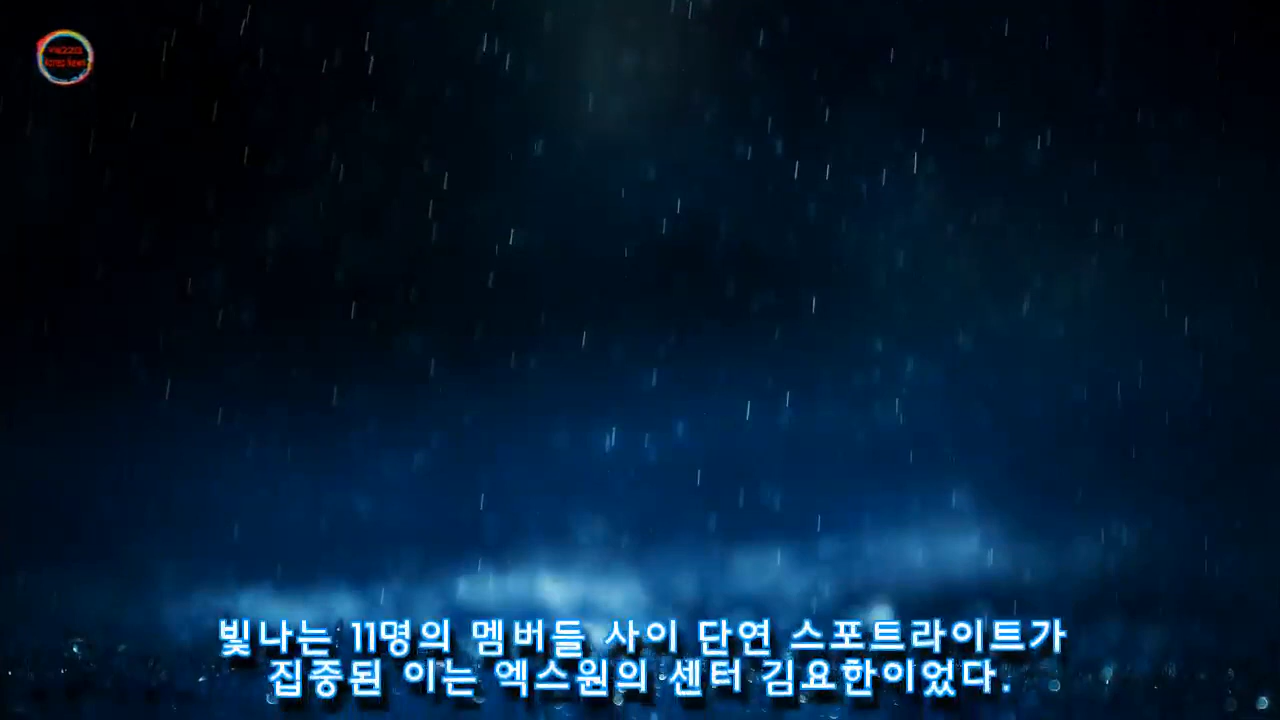 빛나는 11명의 멤버들 사이 단연 스포트라이트가
집중된 이는 엑스원의 센터 김요한이었다.